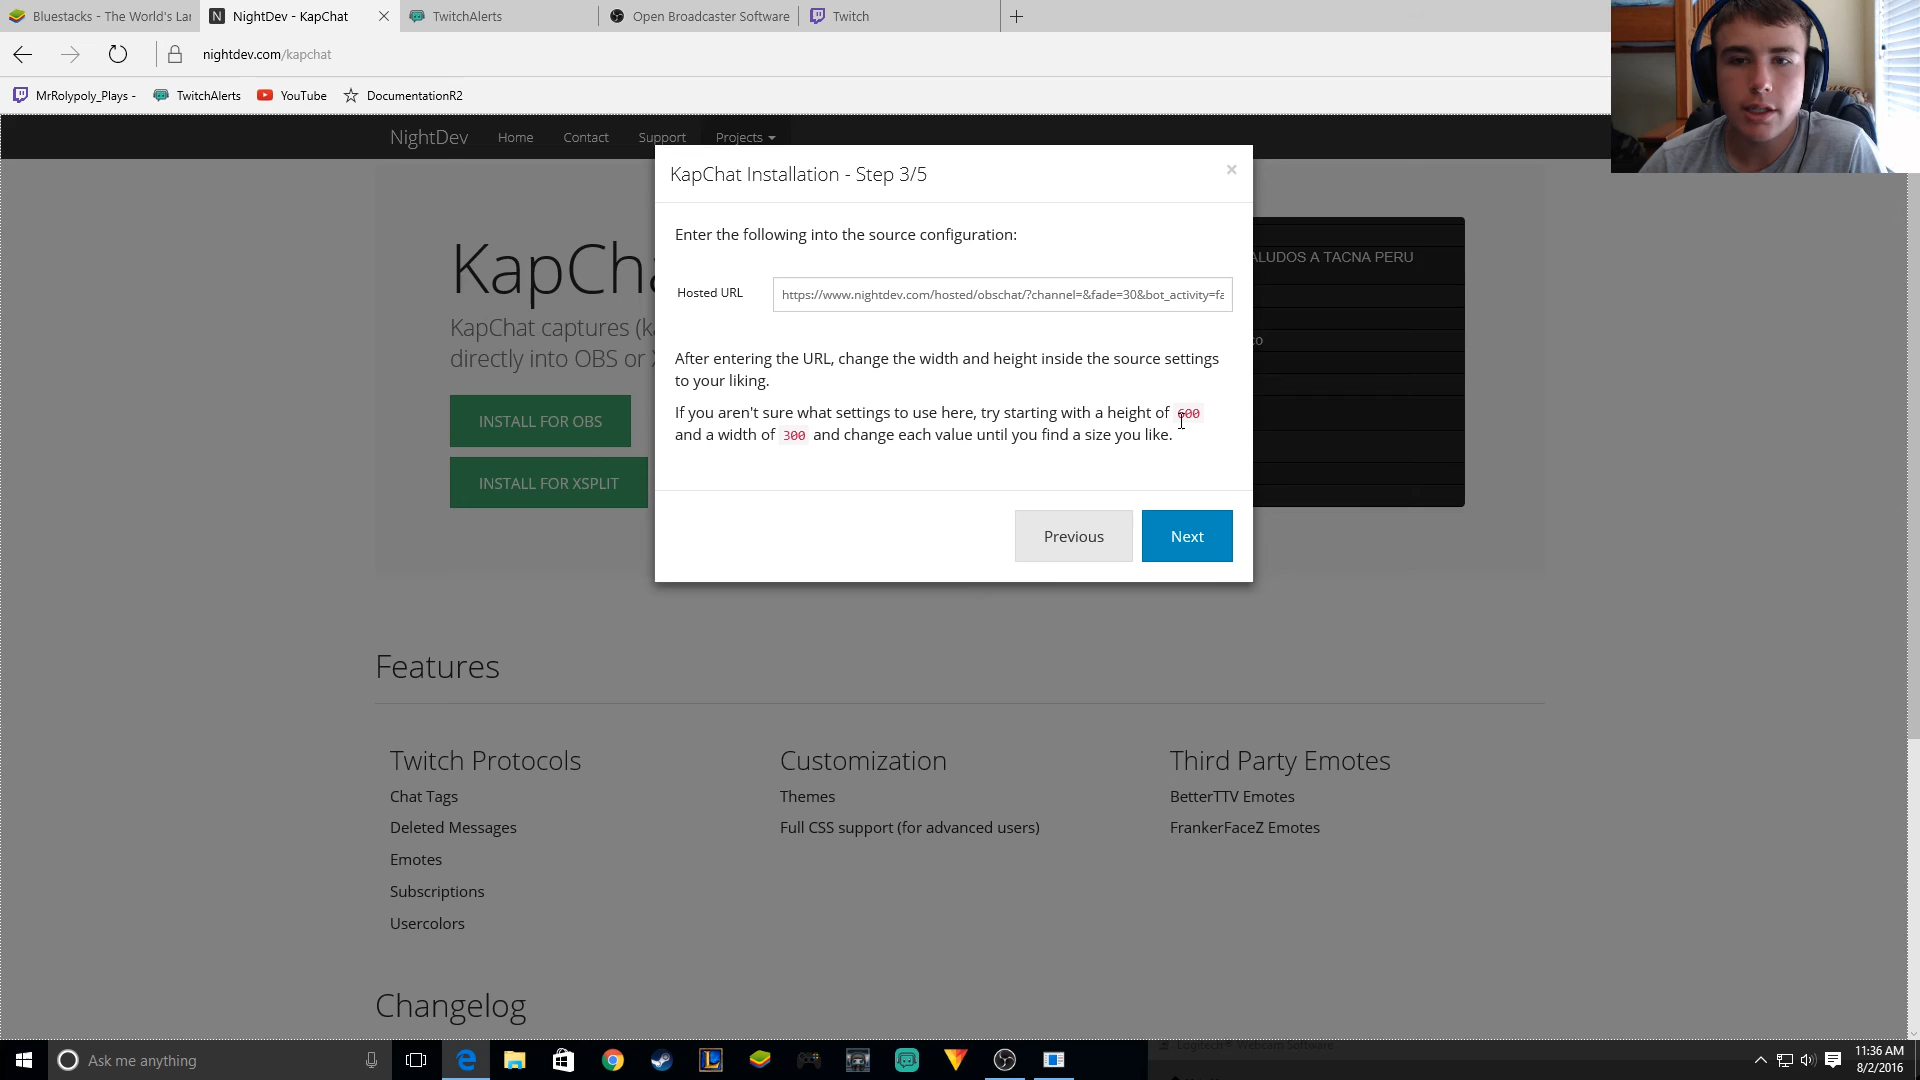 Bluestacks - The World's Lar
NightDev - KapChat
TwitchAlerts
Open Broadcaster Software
Twitch
nightdev.com/kapchat
MrRolypoly_Plays -
TwitchAlerts
YouTube
DocumentationR2
NightDev
Home
Contact
Support
Projects
KapChat Installation - Step 3/5
Enter the following into the source configuration:
Hosted URL
https://www.nightdev.com/hosted/obschat/?channel=&fade=30&bot_activity=fa
After entering the URL, change the width and height inside the source settings
to your liking.
If you aren't sure what settings to use here, try starting with a height of 600
and a width of 300 and change each value until you find a size you like.
Previous
Next
KapCha
KapChat captures (k
directly into OBS or
INSTALL FOR OBS
INSTALL FOR XSPLIT
ALUDOS A TACNA PERU
co
Features
Twitch Protocols
Chat Tags
Deleted Messages
Emotes
Subscriptions
Usercolors
Customization
Themes
Full CSS support (for advanced users)
Third Party Emotes
BetterTTV Emotes
FrankerFaceZ Emotes
Changelog
Ask me anything
Logitech® Webcam Software
11:36 AM
8/2/2016